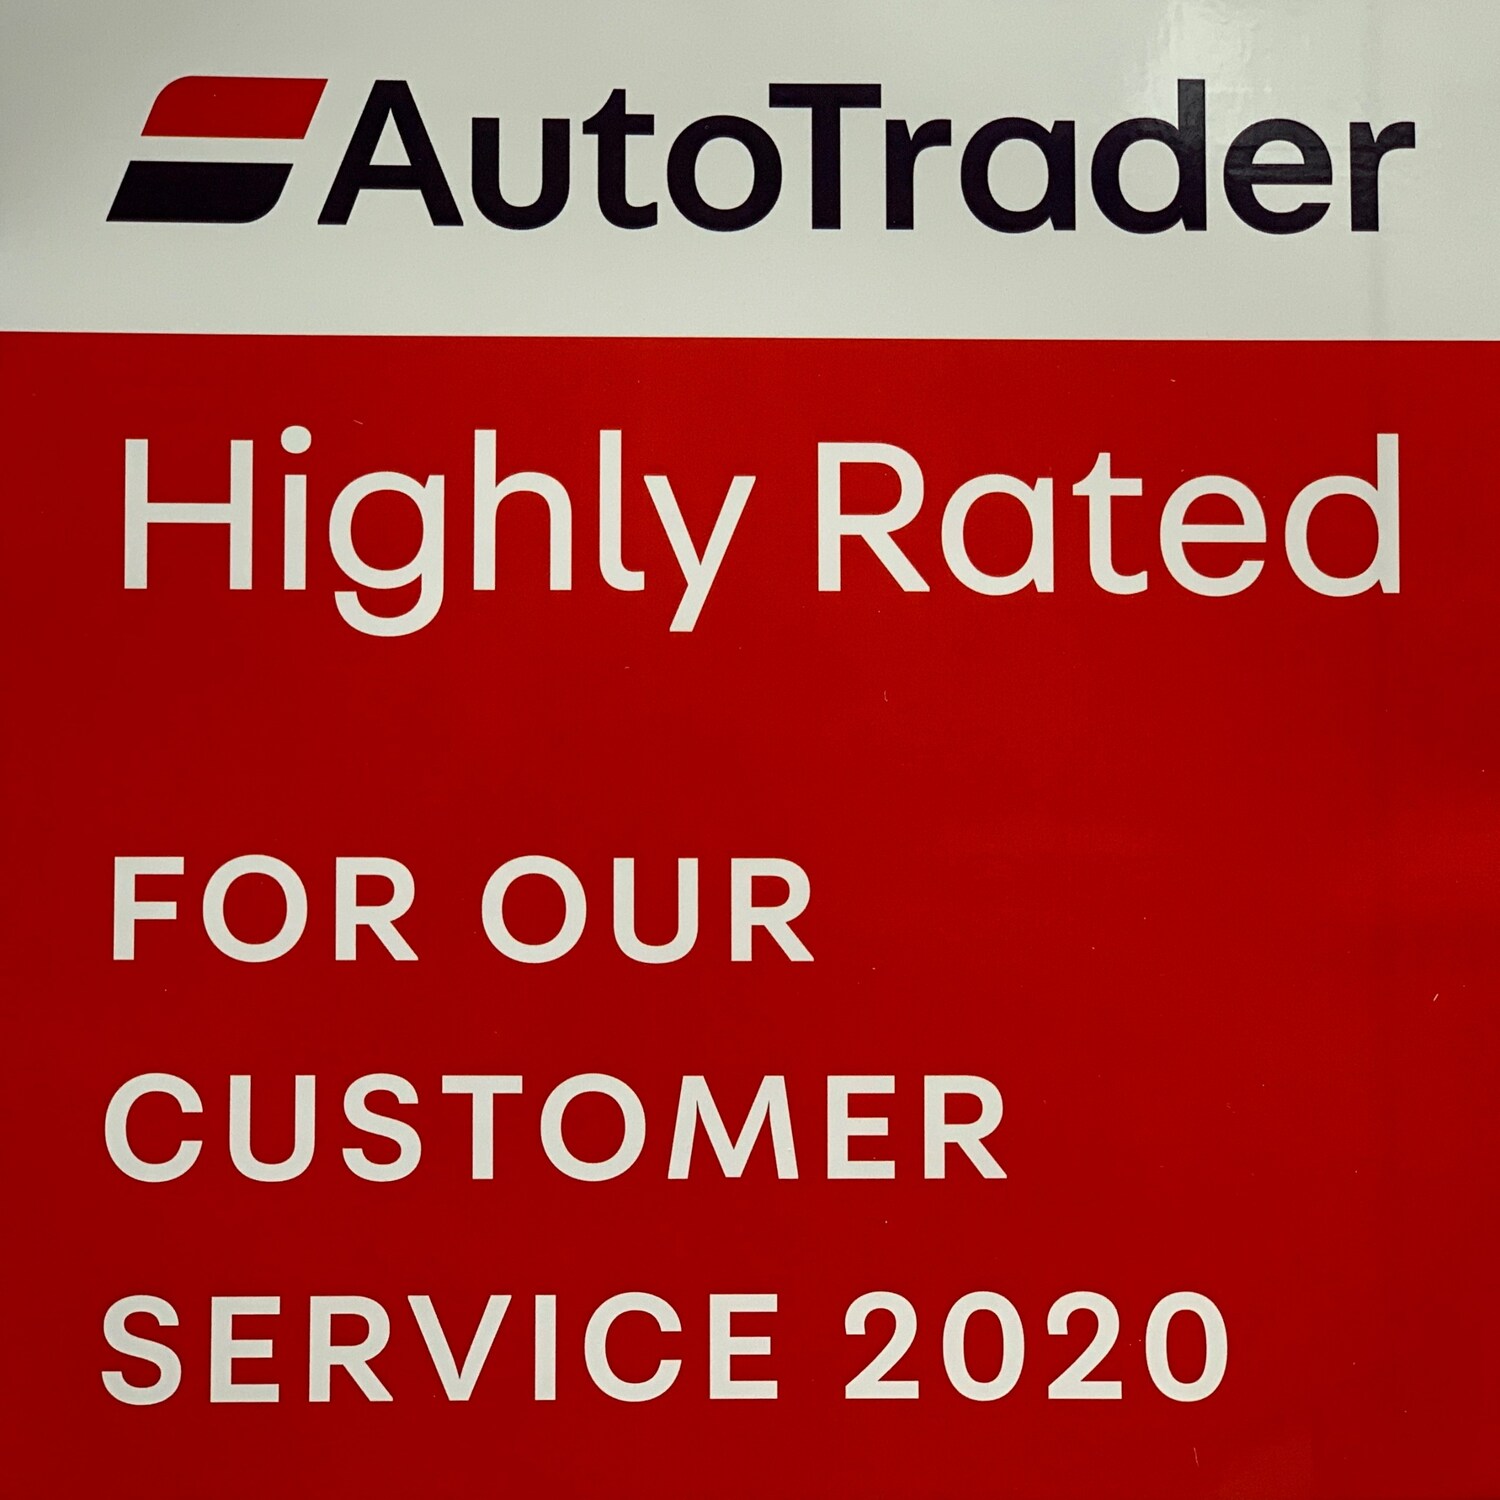 AutoTrader
Highly Rated
FOR OUR
CUSTOMER
SERVICE 2020